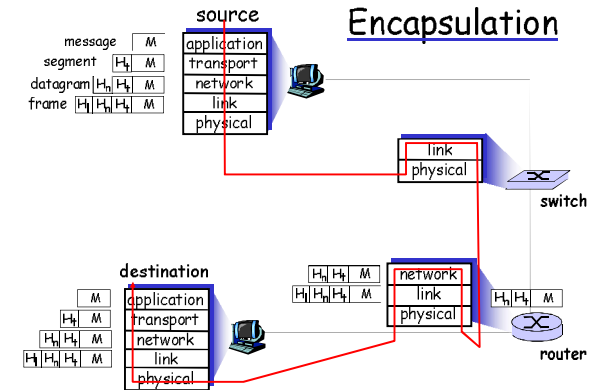 Encapsulation
source
message M
segment Ht M
datagram Hn Ht M
frame Hl Hn Ht M
application
transport
network
link
physical
link
physical
switch
destination
M
Ht M
Hn Ht M
Hl Hn Ht M
application
transport
network
link
physical
Hn Ht M
Hl Hn Ht M
network
link
physical
Hn Ht M
router